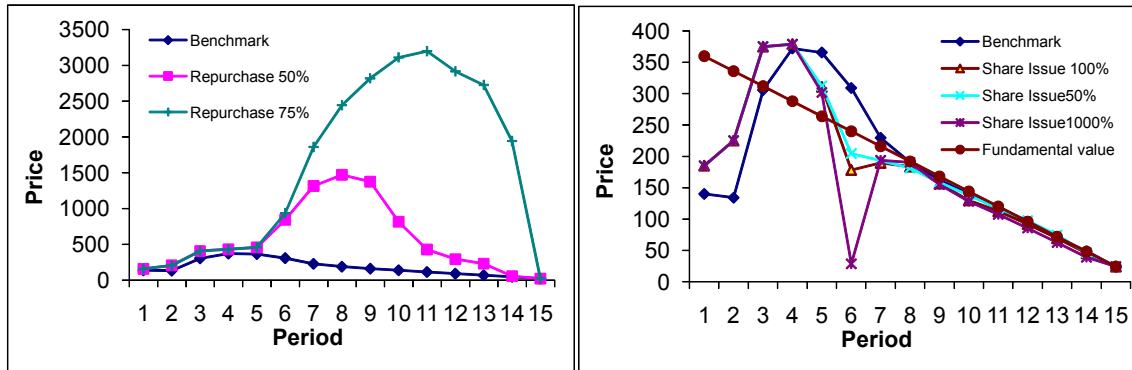 3500
3000
2500
2000
1500
1000
500
0
Price
Benchmark
Repurchase 50%
Repurchase 75%
1 2 3 4 5 6 7 8 9 10 11 12 13 14 15
Period
400
350
300
250
200
150
100
50
0
Price
Benchmark
Share Issue 100%
Share Issue50%
Share Issue1000%
Fundamental value
1 2 3 4 5 6 7 8 9 10 11 12 13 14 15
Period